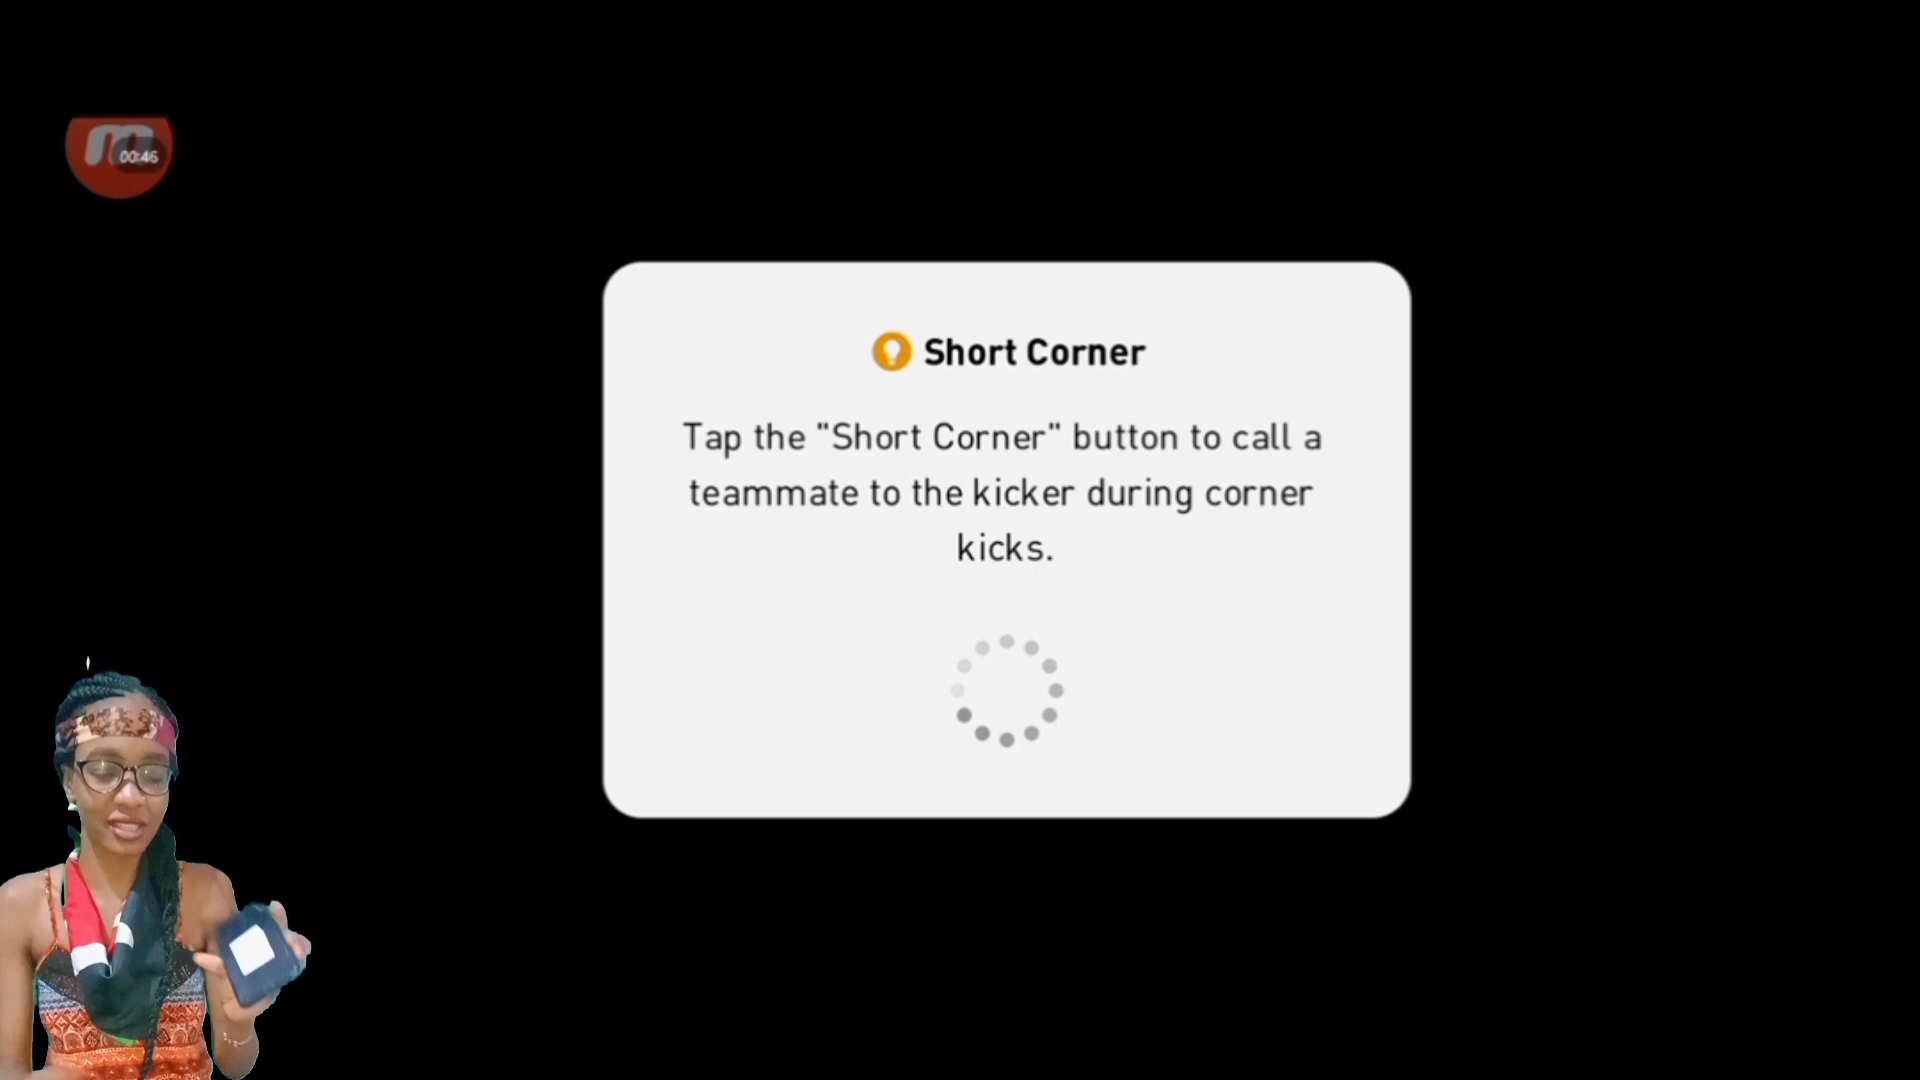 m
00:46
Short Corner
Tap the "Short Corner" button to call a
teammate to the kicker during corner
kicks.